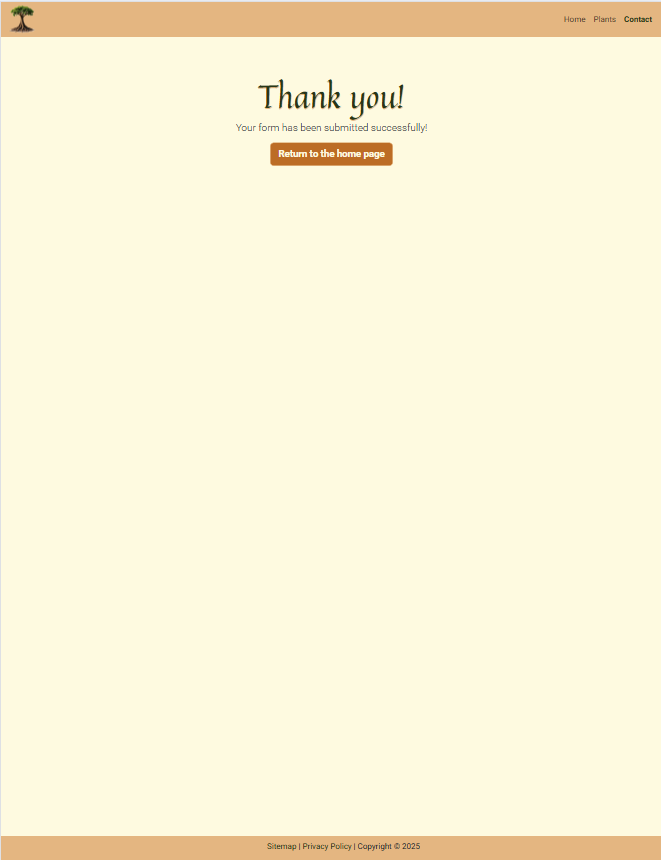 Home Plants Contact
Thank you!
Your form has been submitted successfully!
Return to the home page
Sitemap | Privacy Policy | Copyright © 2025